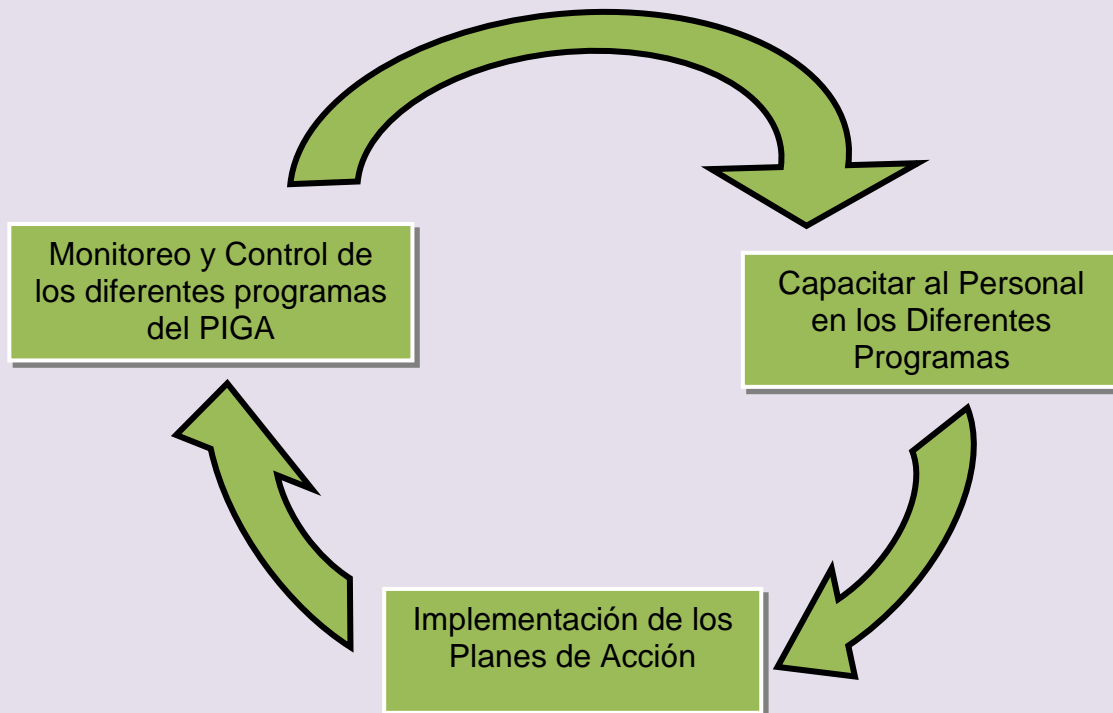 Monitoreo y Control de
los diferentes programas
del PIGA
Capacitar al Personal
en los Diferentes
Programas
Implementación de los
Planes de Acción